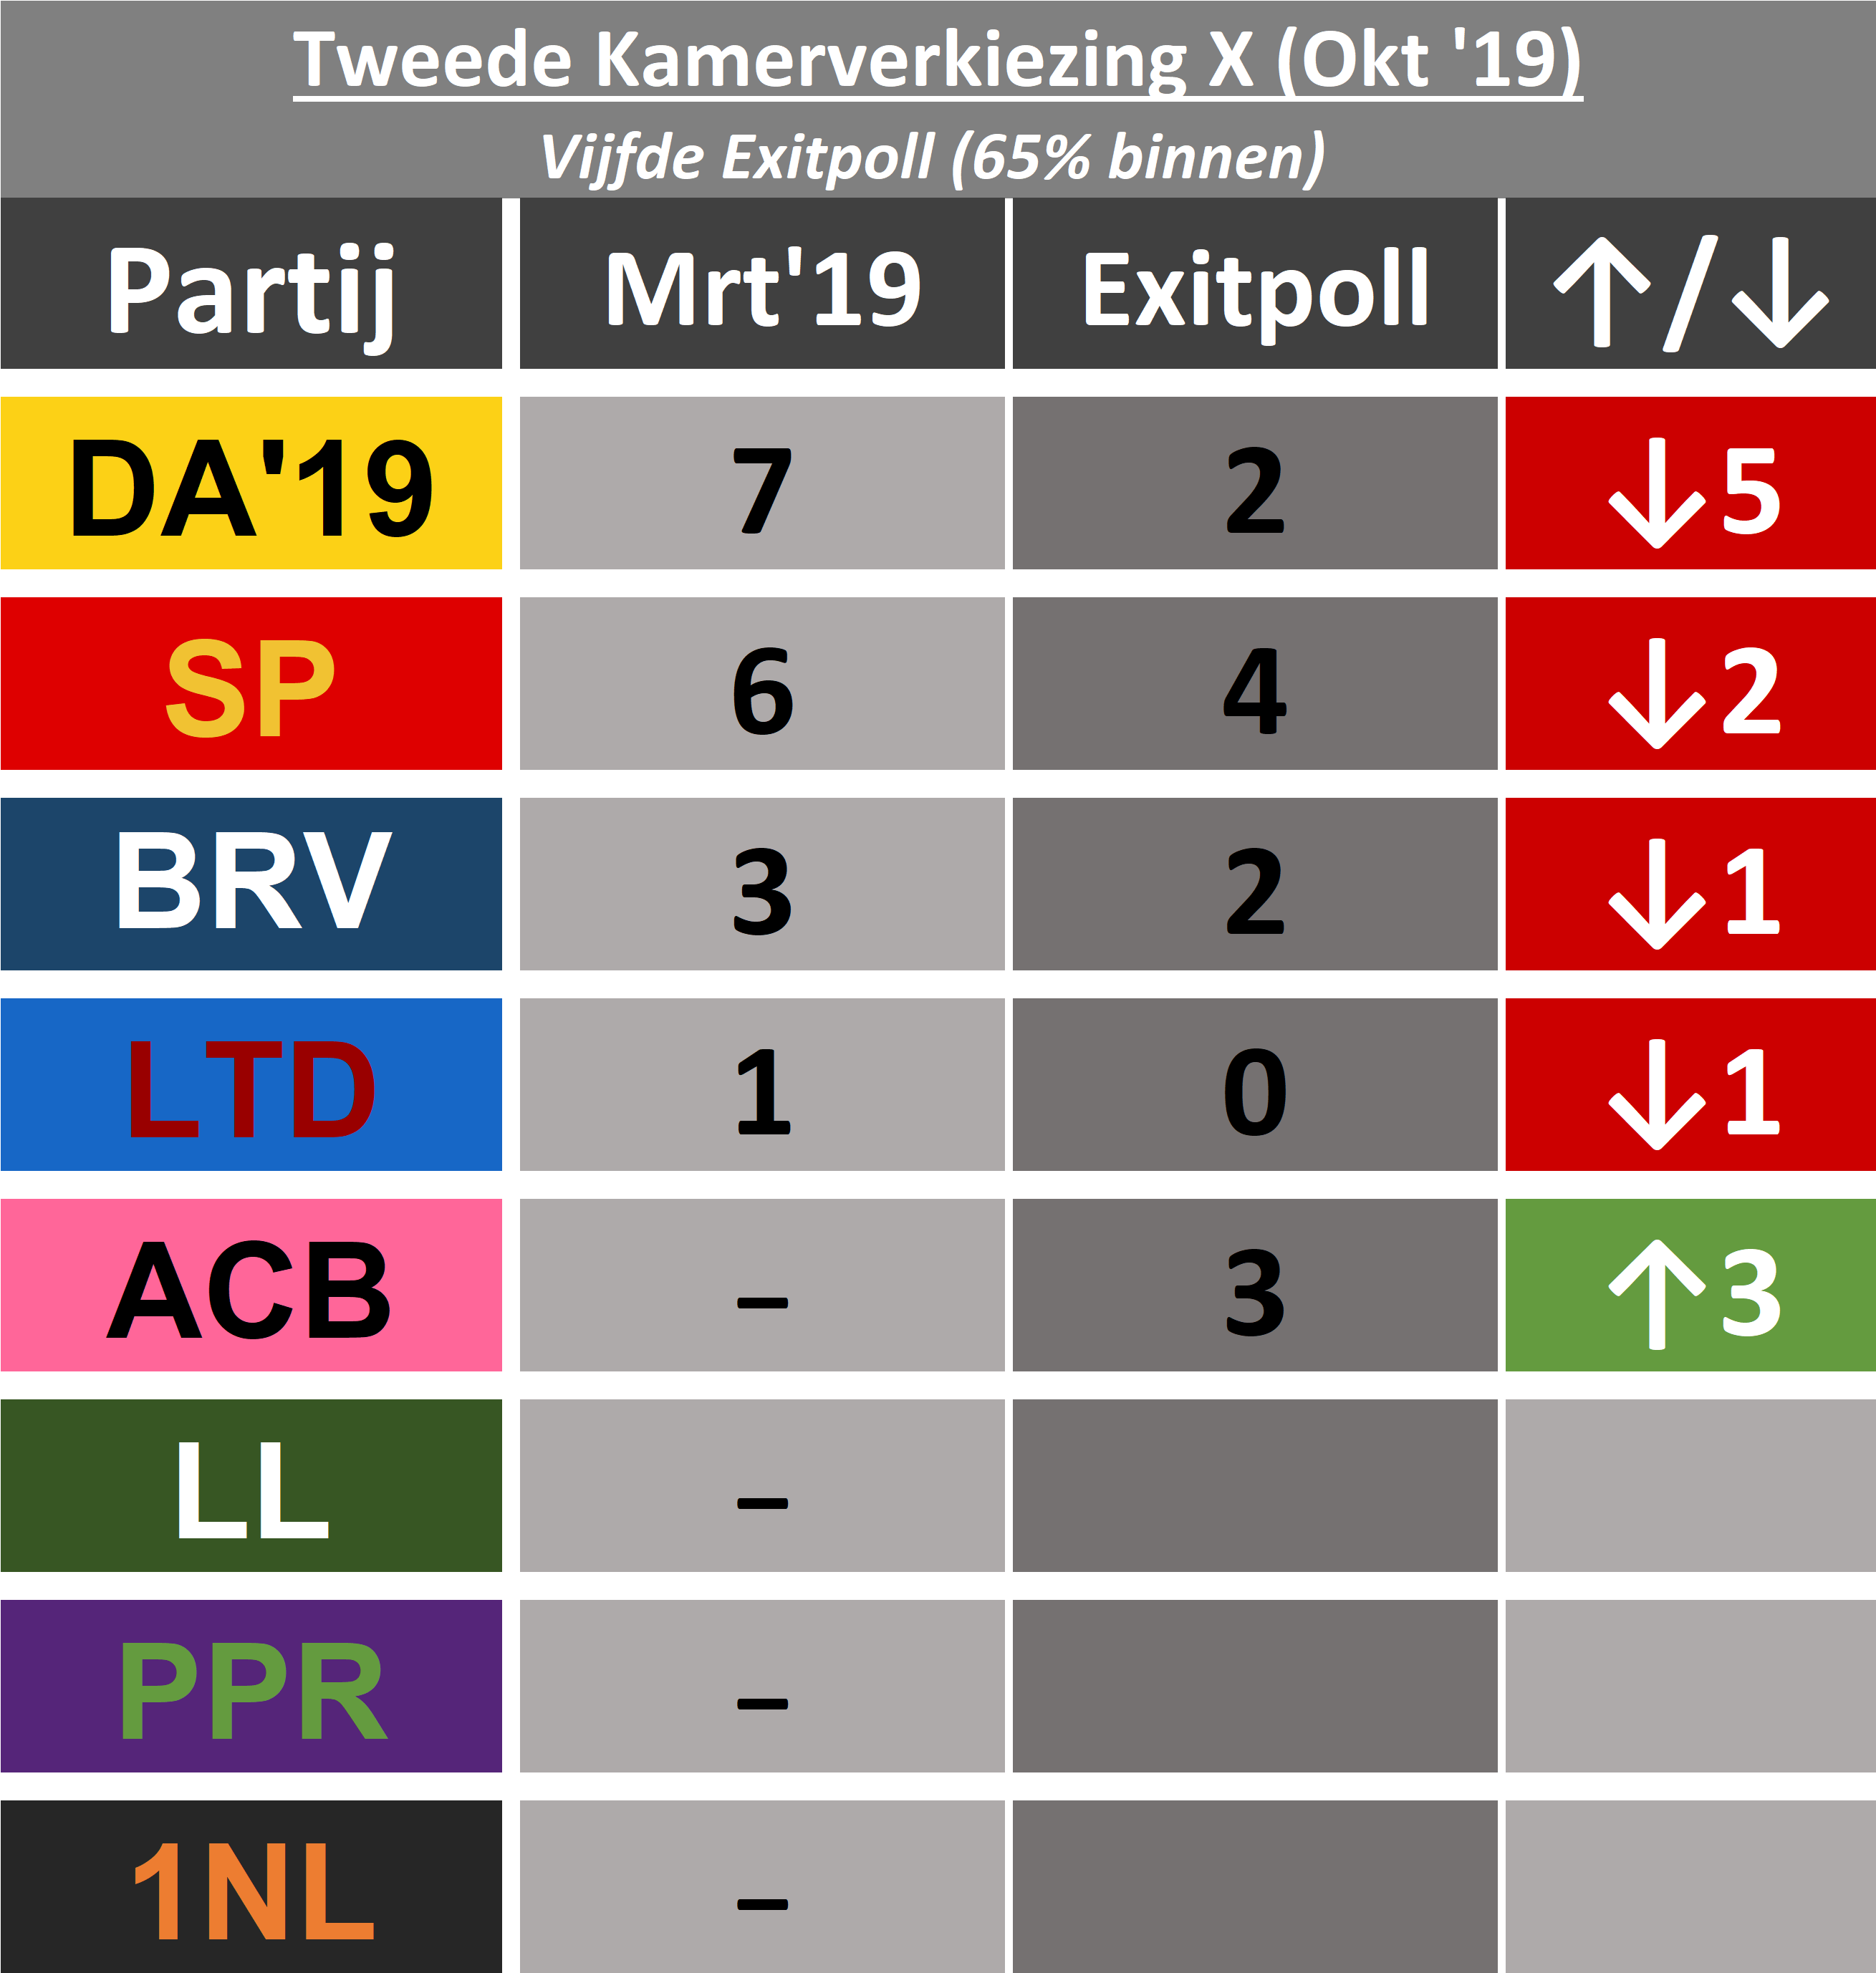 Tweede Kamerverkiezing X (Okt '19)
Vijfde Exitpoll (65% binnen)
Partij Mrt'19 Exitpoll ↑/↓
DA'19 7 2 ↓5
SP 6 4 ↓2
BRV 3 2 ↓1
LTD 1 0 ↓1
ACB – 3 ↑3
LL –
PPR –
1NL –